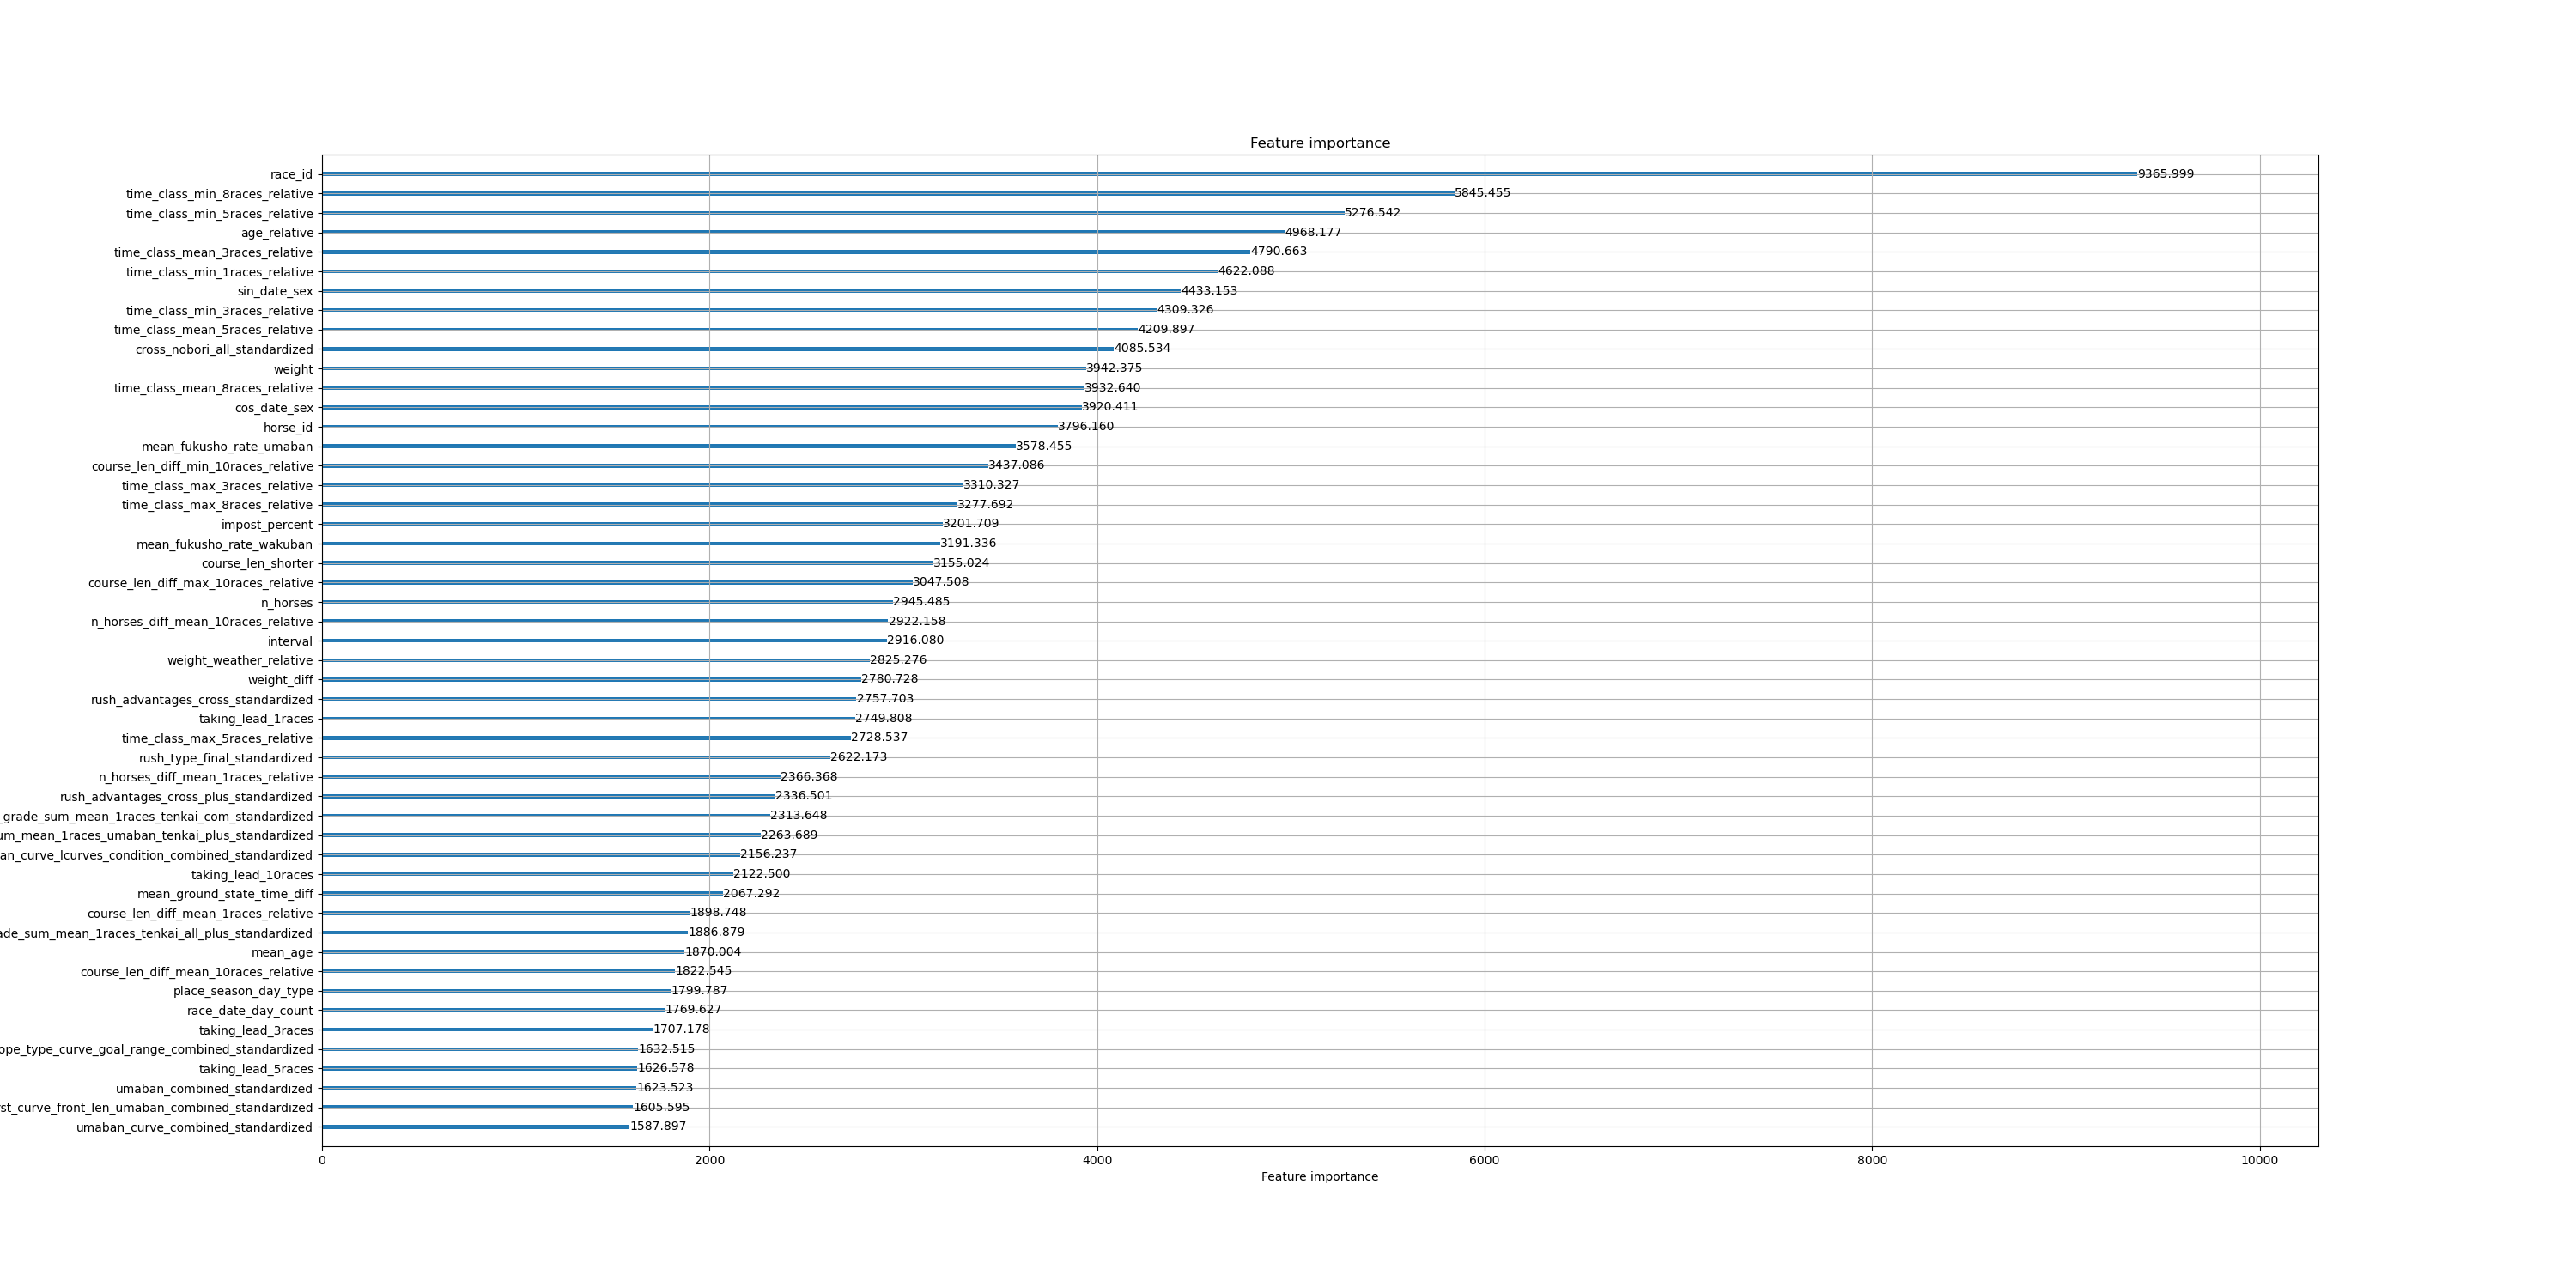 Feature importance
race_id 9365.999
time_class_min_8races_relative 5845.455
time_class_min_5races_relative 5276.542
age_relative 4968.177
time_class_mean_3races_relative 4790.663
time_class_min_1races_relative 4622.088
sin_date_sex 4433.153
time_class_min_3races_relative 4309.326
time_class_mean_5races_relative 4209.897
cross_nobori_all_standardized 4085.534
weight 3942.375
time_class_mean_8races_relative 3932.640
cos_date_sex 3920.411
horse_id 3796.160
mean_fukusho_rate_umaban 3578.455
course_len_diff_min_10races_relative 3437.086
time_class_max_3races_relative 3310.327
time_class_max_8races_relative 3277.692
impost_percent 3201.709
mean_fukusho_rate_wakuban 3191.336
course_len_shorter 3155.024
course_len_diff_max_10races_relative 3047.508
n_horses 2945.485
n_horses_diff_mean_10races_relative 2922.158
interval 2916.080
weight_weather_relative 2825.276
weight_diff 2780.728
rush_advantages_cross_standardized 2757.703
taking_lead_1races 2749.808
time_class_max_5races_relative 2728.537
rush_type_final_standardized 2622.173
n_horses_diff_mean_1races_relative 2366.368
rush_advantages_cross_plus_standardized 2336.501
_grade_sum_mean_1races_tenkai_com_standardized 2313.648
um_mean_1races_umaban_tenkai_plus_standardized 2263.689
an_curve_lcurves_condition_combined_standardized 2156.237
taking_lead_10races 2122.500
mean_ground_state_time_diff 2067.292
course_len_diff_mean_1races_relative 1898.748
ade_sum_mean_1races_tenkai_all_plus_standardized 1886.879
mean_age 1870.004
course_len_diff_mean_10races_relative 1822.545
place_season_day_type 1799.787
race_date_day_count 1769.627
taking_lead_3races 1707.178
ope_type_curve_goal_range_combined_standardized 1632.515
taking_lead_5races 1626.578
umaban_combined_standardized 1623.523
st_curve_front_len_umaban_combined_standardized 1605.595
umaban_curve_combined_standardized 1587.897
0 2000 4000 6000 8000 10000
Feature importance